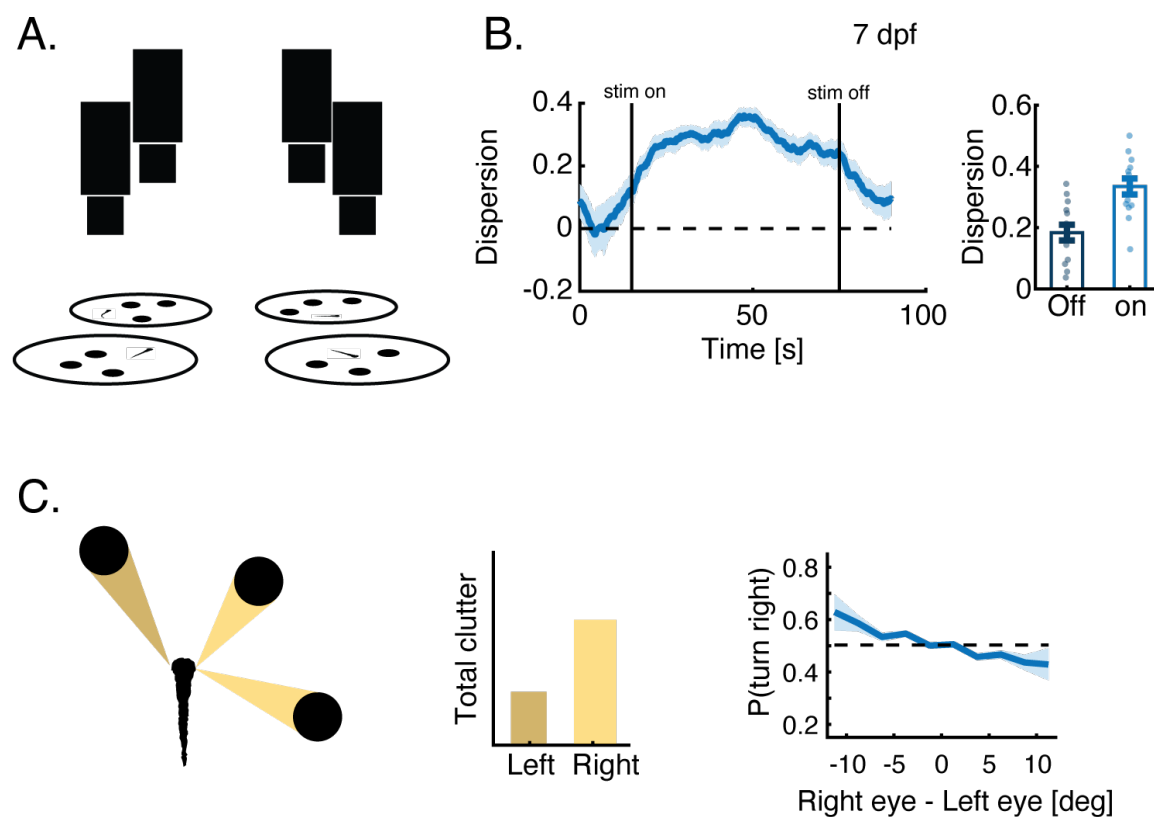 A.
B.
7 dpf
stim on
stim off
0.4
0.2
0
-0.2
Dispersion
0
50
100
Time [s]
0.6
0.4
0.2
0
Dispersion
Off
on
C.
Total clutter
Left
Right
0.8
0.6
0.4
0.2
P(turn right)
-10
-5
0
5
10
Right eye - Left eye [deg]